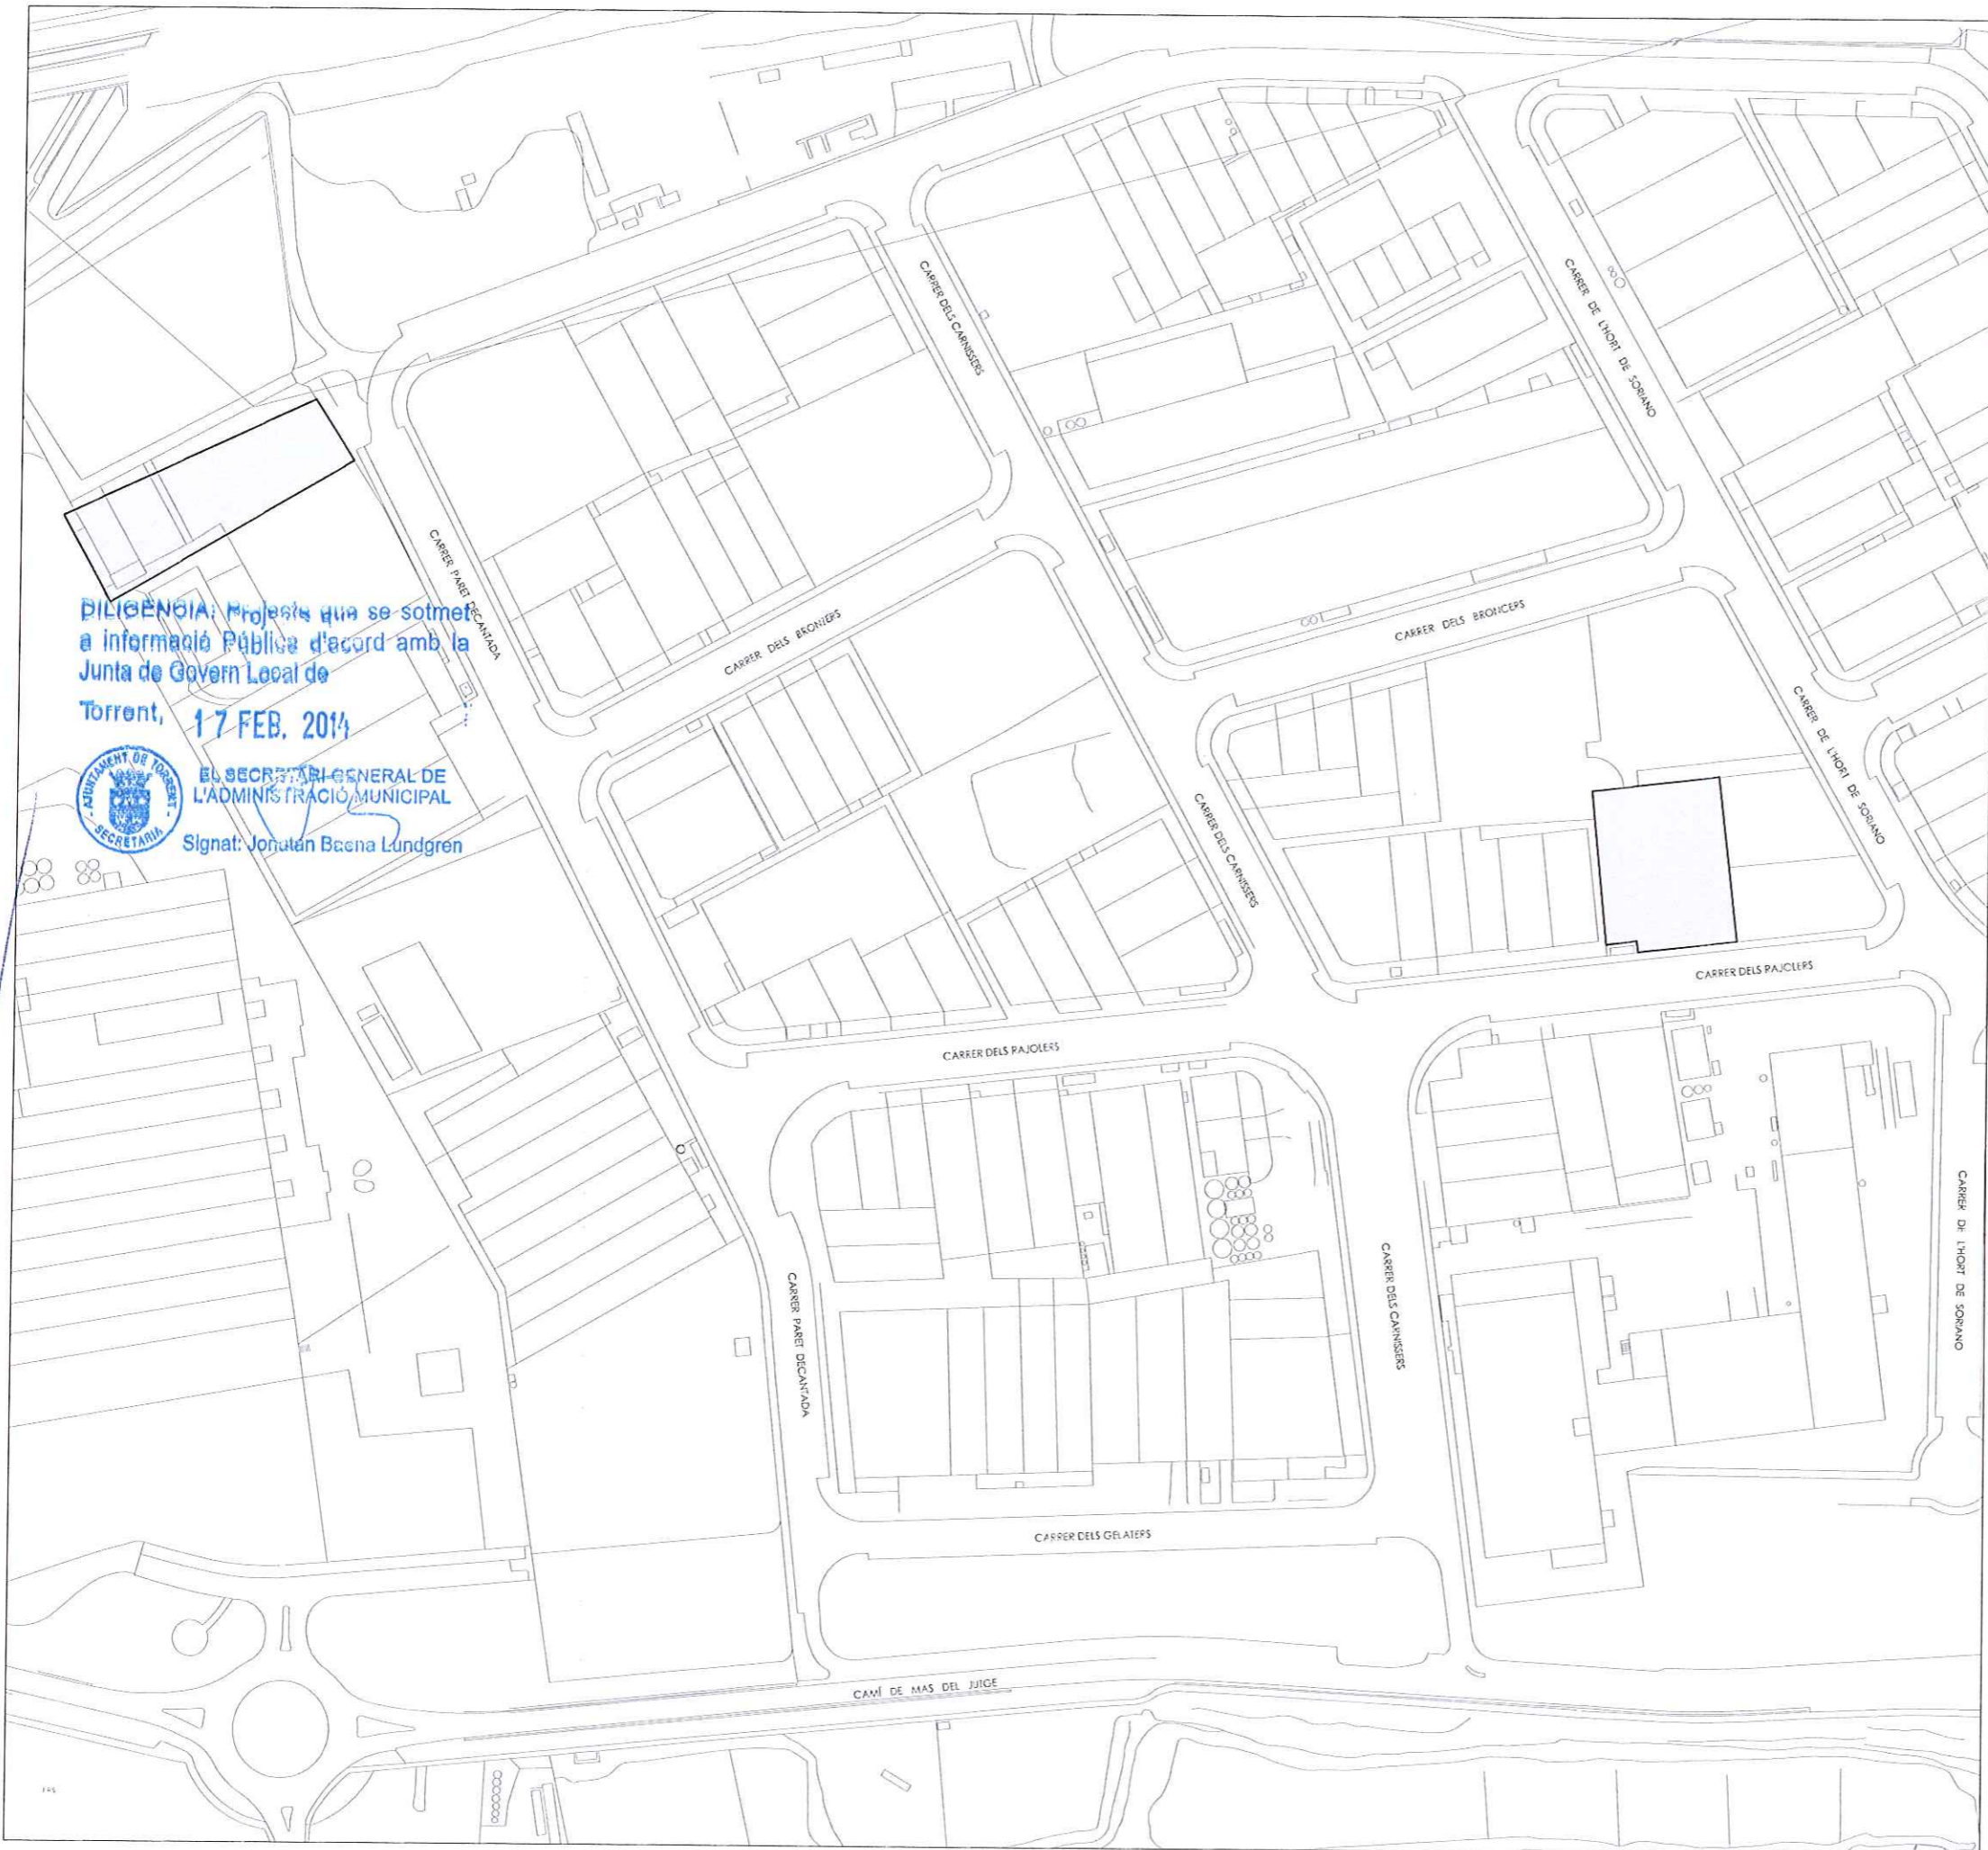 CARRER DELS CARNISSERS
CARRER DE L'HORT DE SORIANO
CARRER PARET DECANTADA
CARRER DELS BRONZERS
CARRER DELS BRONCERS
DILIGÈNCIA: Projecte que se sotmet
a informació Pública d'acord amb la
Junta de Govern Local de
Torrent, 17 FEB. 2014
AJUNTAMENT DE TORRENT
- SECRETARIA -
EL SECRETARI GENERAL DE
L'ADMINISTRACIÓ MUNICIPAL
Signat: Jonatán Baena Lundgren
CARRER DE L'HORT DE SORIANO
CARRER DELS CARNISSERS
CARRER DELS PAJOLERS
CARRER DELS RAJOLERS
CARRER DE L'HORT DE SORIANO
CARRER DELS CARNISSERS
CARRER PARET DECANTADA
CARRER DELS GELATERS
CAMÍ DE MAS DEL JUTGE